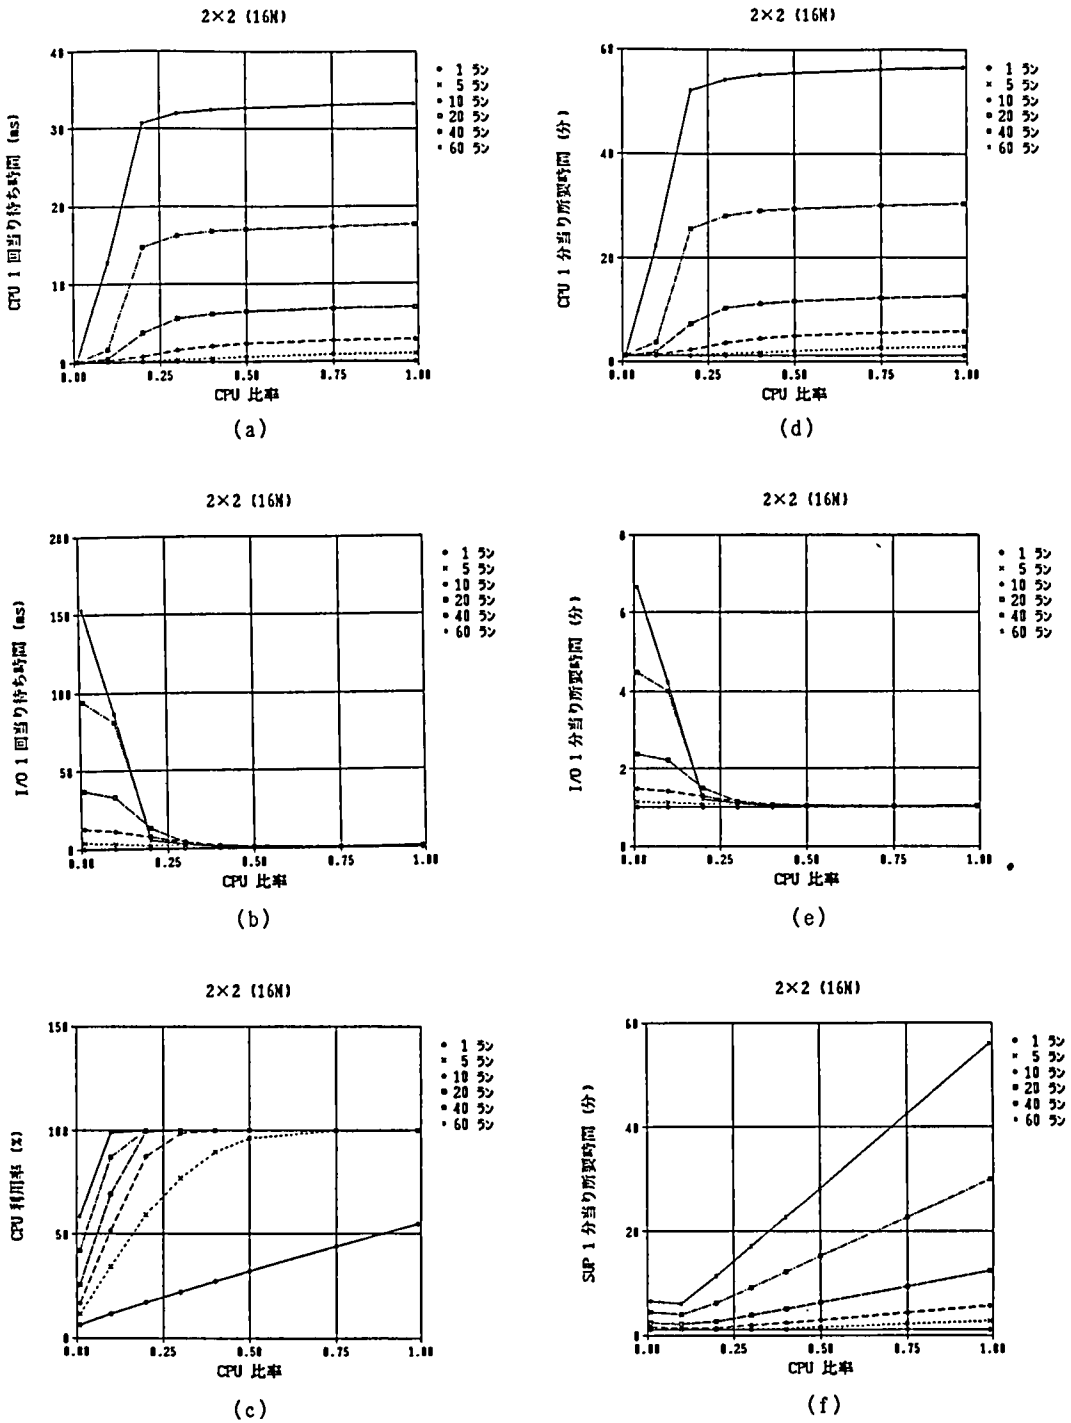 2×2 (16M)
CPU 1 回当り待ち時間 (ms)
40
30
20
10
0
0.00 0.25 0.50 0.75 1.00
CPU 比率
1 ラン
5 ラン
10 ラン
20 ラン
40 ラン
60 ラン
(a)
2×2 (16M)
CPU 1 分当り所要時間 (分)
60
40
20
0
0.00 0.25 0.50 0.75 1.00
CPU 比率
1 ラン
5 ラン
10 ラン
20 ラン
40 ラン
60 ラン
(d)
2×2 (16M)
I/O 1 回当り待ち時間 (ms)
200
150
100
50
0
0.00 0.25 0.50 0.75 1.00
CPU 比率
1 ラン
5 ラン
10 ラン
20 ラン
40 ラン
60 ラン
(b)
2×2 (16M)
I/O 1 分当り所要時間 (分)
8
6
4
2
0
0.00 0.25 0.50 0.75 1.00
CPU 比率
1 ラン
5 ラン
10 ラン
20 ラン
40 ラン
60 ラン
(e)
2×2 (16M)
CPU 利用率 (%)
150
100
50
0
0.00 0.25 0.50 0.75 1.00
CPU 比率
1 ラン
5 ラン
10 ラン
20 ラン
40 ラン
60 ラン
(c)
2×2 (16M)
SUP 1 分当り所要時間 (分)
60
40
20
0
0.00 0.25 0.50 0.75 1.00
CPU 比率
1 ラン
5 ラン
10 ラン
20 ラン
40 ラン
60 ラン
(f)